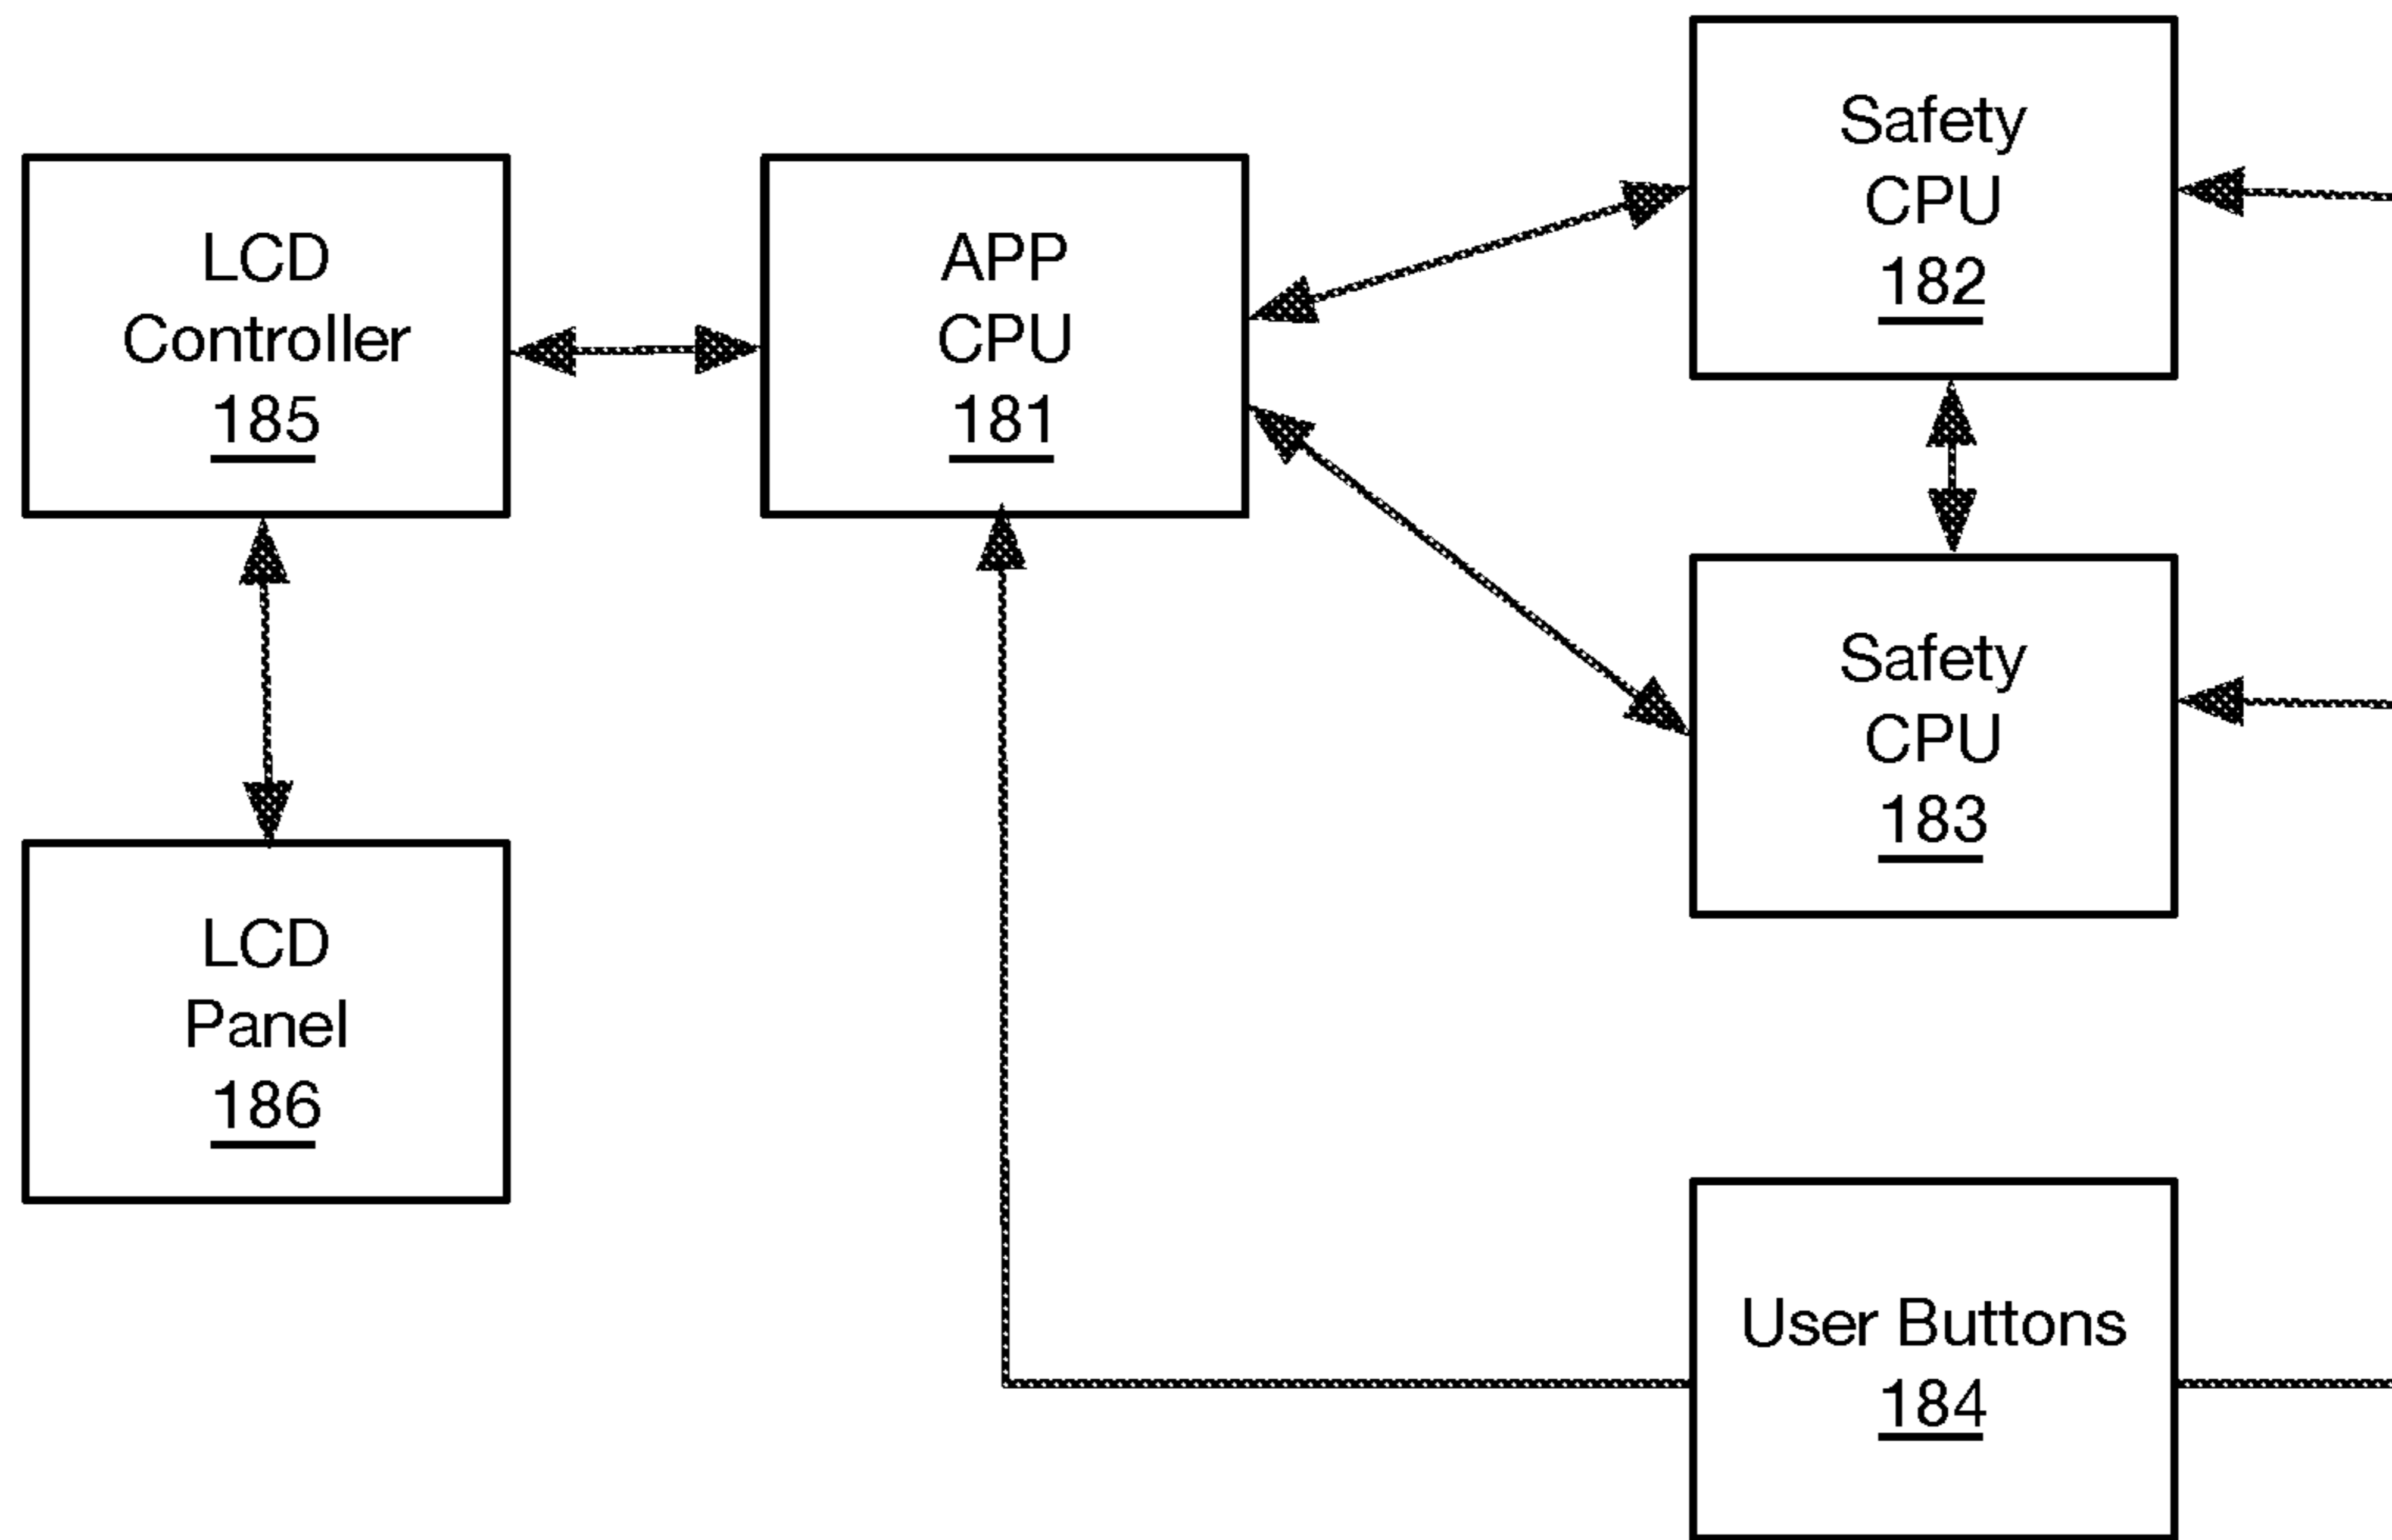 LCD
Controller
185
APP
CPU
181
Safety
CPU
182
Safety
CPU
183
LCD
Panel
186
User Buttons
184